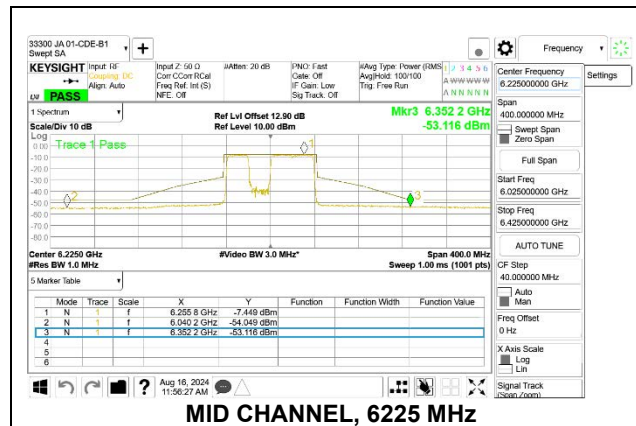 33300 JA 01-CDE-B1
Swept SA
Frequency
KEYSIGHT
Input: RF
Coupling: DC
Align: Auto
Input Z: 50 Ω
Corr CCorr RCal
Freq Ref: Int (S)
NFE: Off
#Atten: 20 dB
PNO: Fast
Gate: Off
IF Gain: Low
Sig Track: Off
#Avg Type: Power (RMS)
Avg|Hold: 100/100
Trig: Free Run
1 2 3 4 5 6
A W W W W W
A N N N N N
LXI
PASS
1 Spectrum
Scale/Div 10 dB
Ref Lvl Offset 12.90 dB
Ref Level 10.00 dBm
Mkr3 6.352 2 GHz
-53.116 dBm
Log
Trace 1 Pass
0.00
-10.0
-20.0
-30.0
-40.0
-50.0
-60.0
-70.0
-80.0
1
2
3
Center 6.2250 GHz
#Res BW 1.0 MHz
#Video BW 3.0 MHz*
Span 400.0 MHz
Sweep 1.00 ms (1001 pts)
5 Marker Table
Mode Trace Scale X Y Function Function Width Function Value
1 N 1 f 6.255 8 GHz -7.449 dBm
2 N 1 f 6.040 2 GHz -54.049 dBm
3 N 1 f 6.352 2 GHz -53.116 dBm
4
5
6
Aug 16, 2024
11:56:27 AM
Center Frequency
6.225000000 GHz
Settings
Span
400.000000 MHz
Swept Span
Zero Span
Full Span
Start Freq
6.025000000 GHz
Stop Freq
6.425000000 GHz
AUTO TUNE
CF Step
40.000000 MHz
Auto
Man
Freq Offset
0 Hz
X Axis Scale
Log
Lin
Signal Track
(Span Zoom)
MID CHANNEL, 6225 MHz